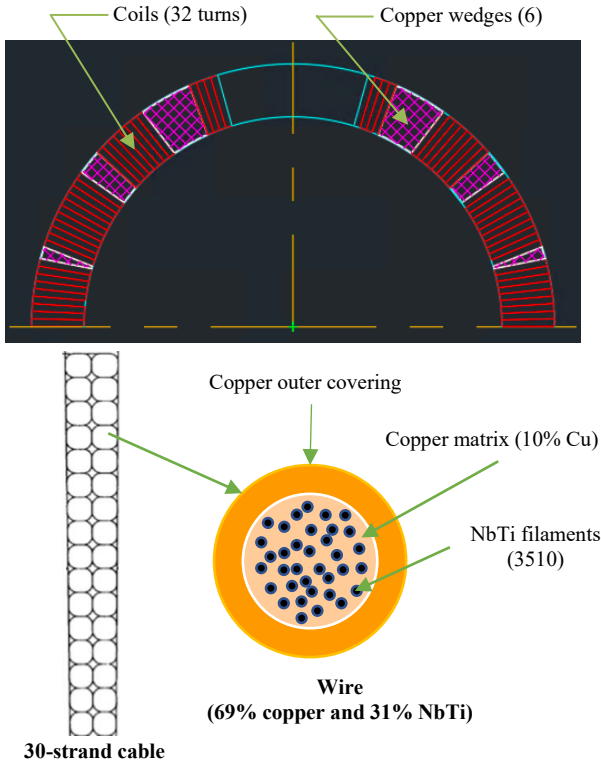 Coils (32 turns)
Copper wedges (6)
Copper outer covering
Copper matrix (10% Cu)
NbTi filaments
(3510)
Wire
(69% copper and 31% NbTi)
30-strand cable